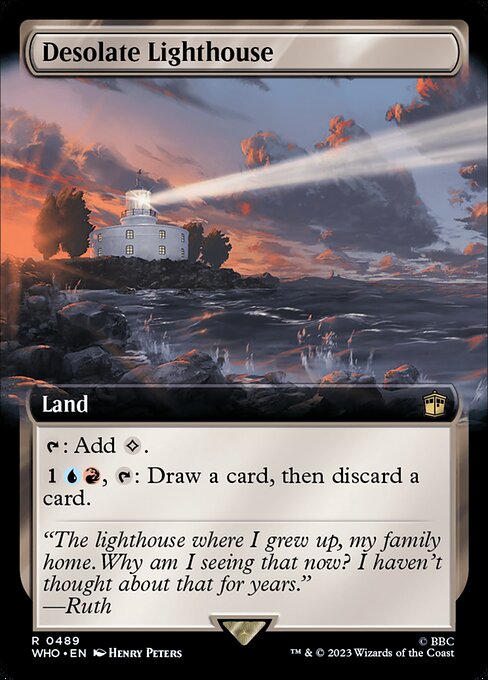 Desolate Lighthouse
Land
: Add .
1, : Draw a card, then discard a
card.
“The lighthouse where I grew up, my family
home. Why am I seeing that now? I haven’t
thought about that for years.”
—Ruth
R 0489
WHO • EN Henry Peters
© BBC
™ & © 2023 Wizards of the Coast